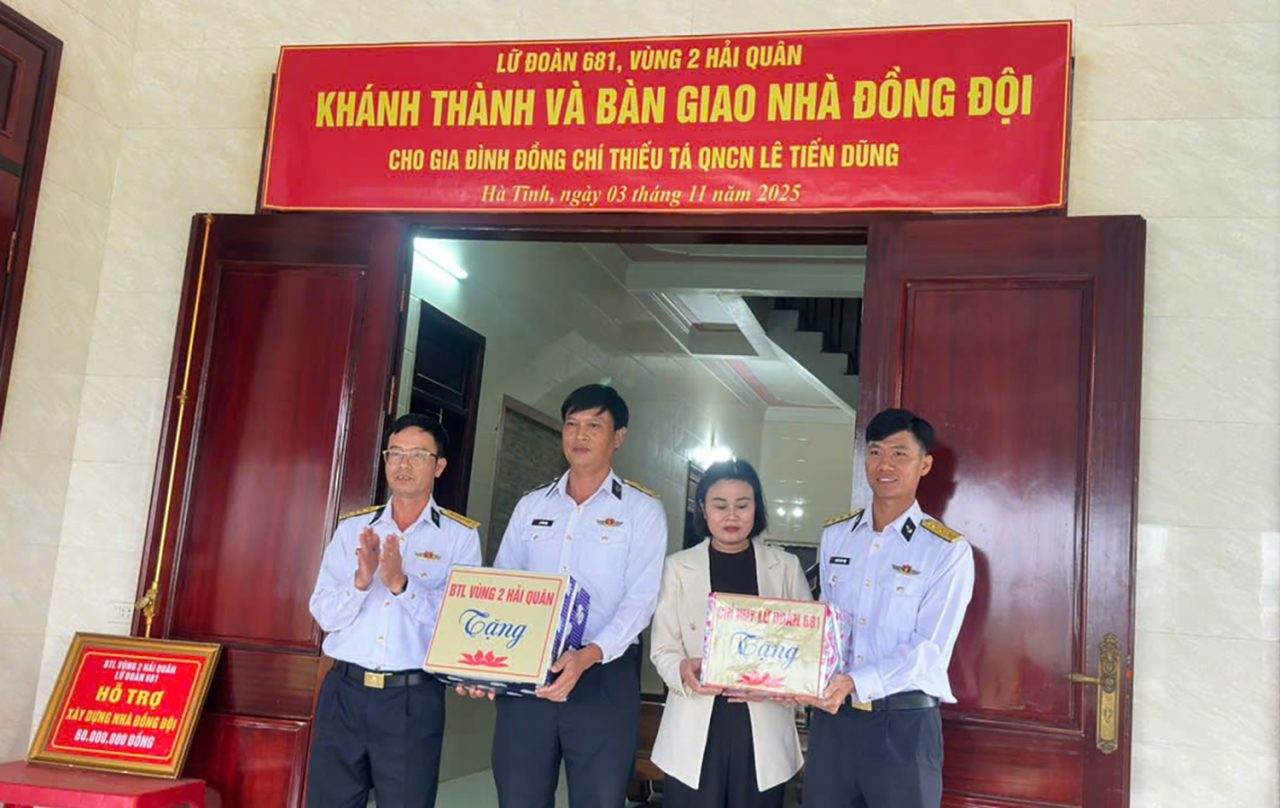 LỮ ĐOÀN 681, VÙNG 2 HẢI QUÂN
KHÁNH THÀNH VÀ BÀN GIAO NHÀ ĐỒNG ĐỘI
CHO GIA ĐÌNH ĐỒNG CHÍ THIẾU TÁ QNCN LÊ TIẾN DŨNG
Hà Tĩnh, ngày 03 tháng 11 năm 2025
BTL VÙNG 2 HẢI QUÂN
Tặng
CHỈ HUY LỮ ĐOÀN 681
Tặng
BTL VÙNG 2 HẢI QUÂN
LỮ ĐOÀN 681
HỖ TRỢ
XÂY DỰNG NHÀ ĐỒNG ĐỘI
80.000.000 ĐỒNG